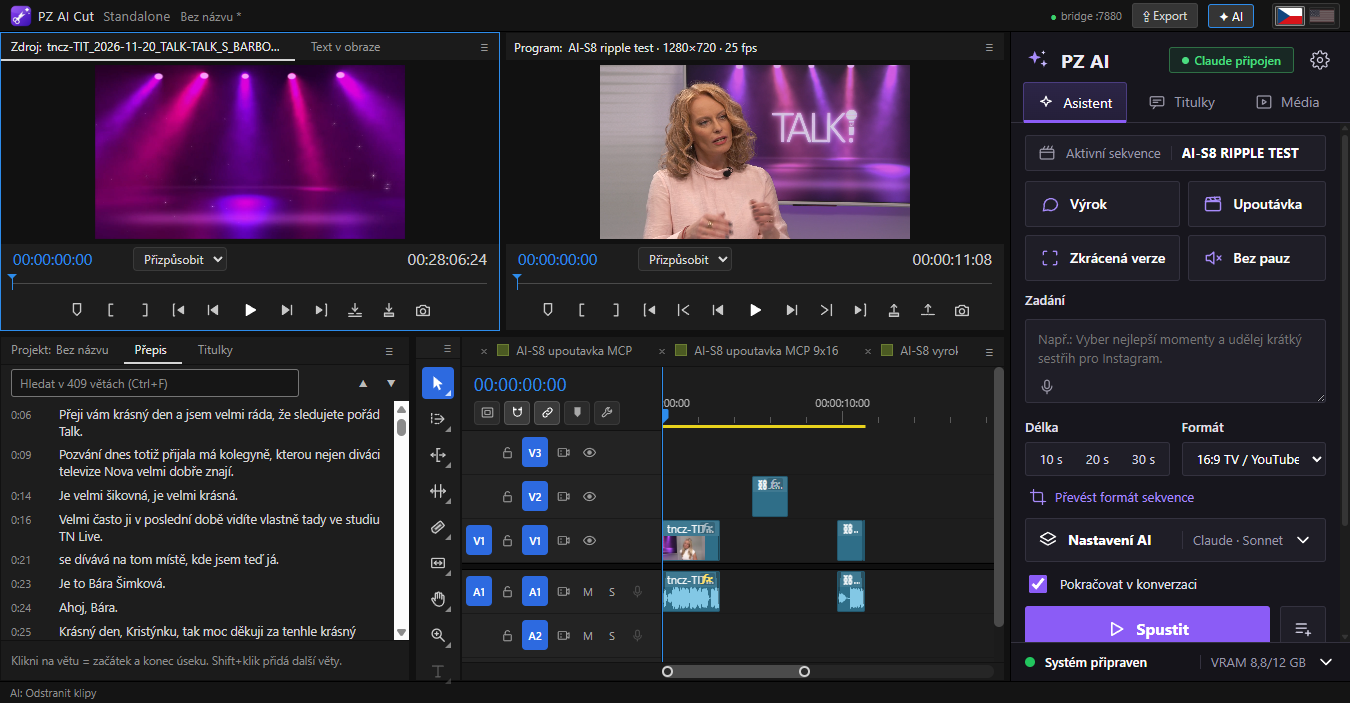 PZ AI Cut Standalone Bez názvu *
bridge :7880
Export
AI
Zdroj: tncz-TIT_2026-11-20_TALK-TALK_S_BARBO...
Text v obraze
00:00:00:00
Přizpůsobit
00:28:06:24
Program: AI-S8 ripple test · 1280×720 · 25 fps
TALK!
00:00:00:00
Přizpůsobit
00:00:11:08
Projekt: Bez názvu
Přepis
Titulky
Hledat v 409 větách (Ctrl+F)
0:06 Přeji vám krásný den a jsem velmi ráda, že sledujete pořád
Talk.
0:09 Pozvání dnes totiž přijala má kolegyně, kterou nejen diváci
televize Nova velmi dobře znají.
0:14 Je velmi šikovná, je velmi krásná.
0:16 Velmi často ji v poslední době vidíte vlastně tady ve studiu
TN Live.
0:21 se dívává na tom místě, kde jsem teď já.
0:23 Je to Bára Šimková.
0:24 Ahoj, Báro.
0:25 Krásný den, Kristýnku, tak moc děkuji za tenhle krásný
Klikni na větu = začátek a konec úseku. Shift+klik přidá další věty.
AI: Odstranit klipy
AI-S8 upoutavka MCP
AI-S8 upoutavka MCP 9x16
AI-S8 vyrok
00:00:00:00
00:00
00:00:10:00
V3
V2
fx.
V1 V1
tncz-TI
fx
A1 A1 M S
tncz-TI
fx
A2 M S
PZ AI
Claude připojen
Asistent
Titulky
Média
Aktivní sekvence AI-S8 RIPPLE TEST
Výrok
Upoutávka
Zkrácená verze
Bez pauz
Zadání
Např.: Vyber nejlepší momenty a udělej krátký
sestřih pro Instagram.
Délka
Formát
10 s 20 s 30 s
16:9 TV / YouTube
Převést formát sekvence
Nastavení AI
Claude · Sonnet
Pokračovat v konverzaci
Spustit
Systém připraven
VRAM 8,8/12 GB